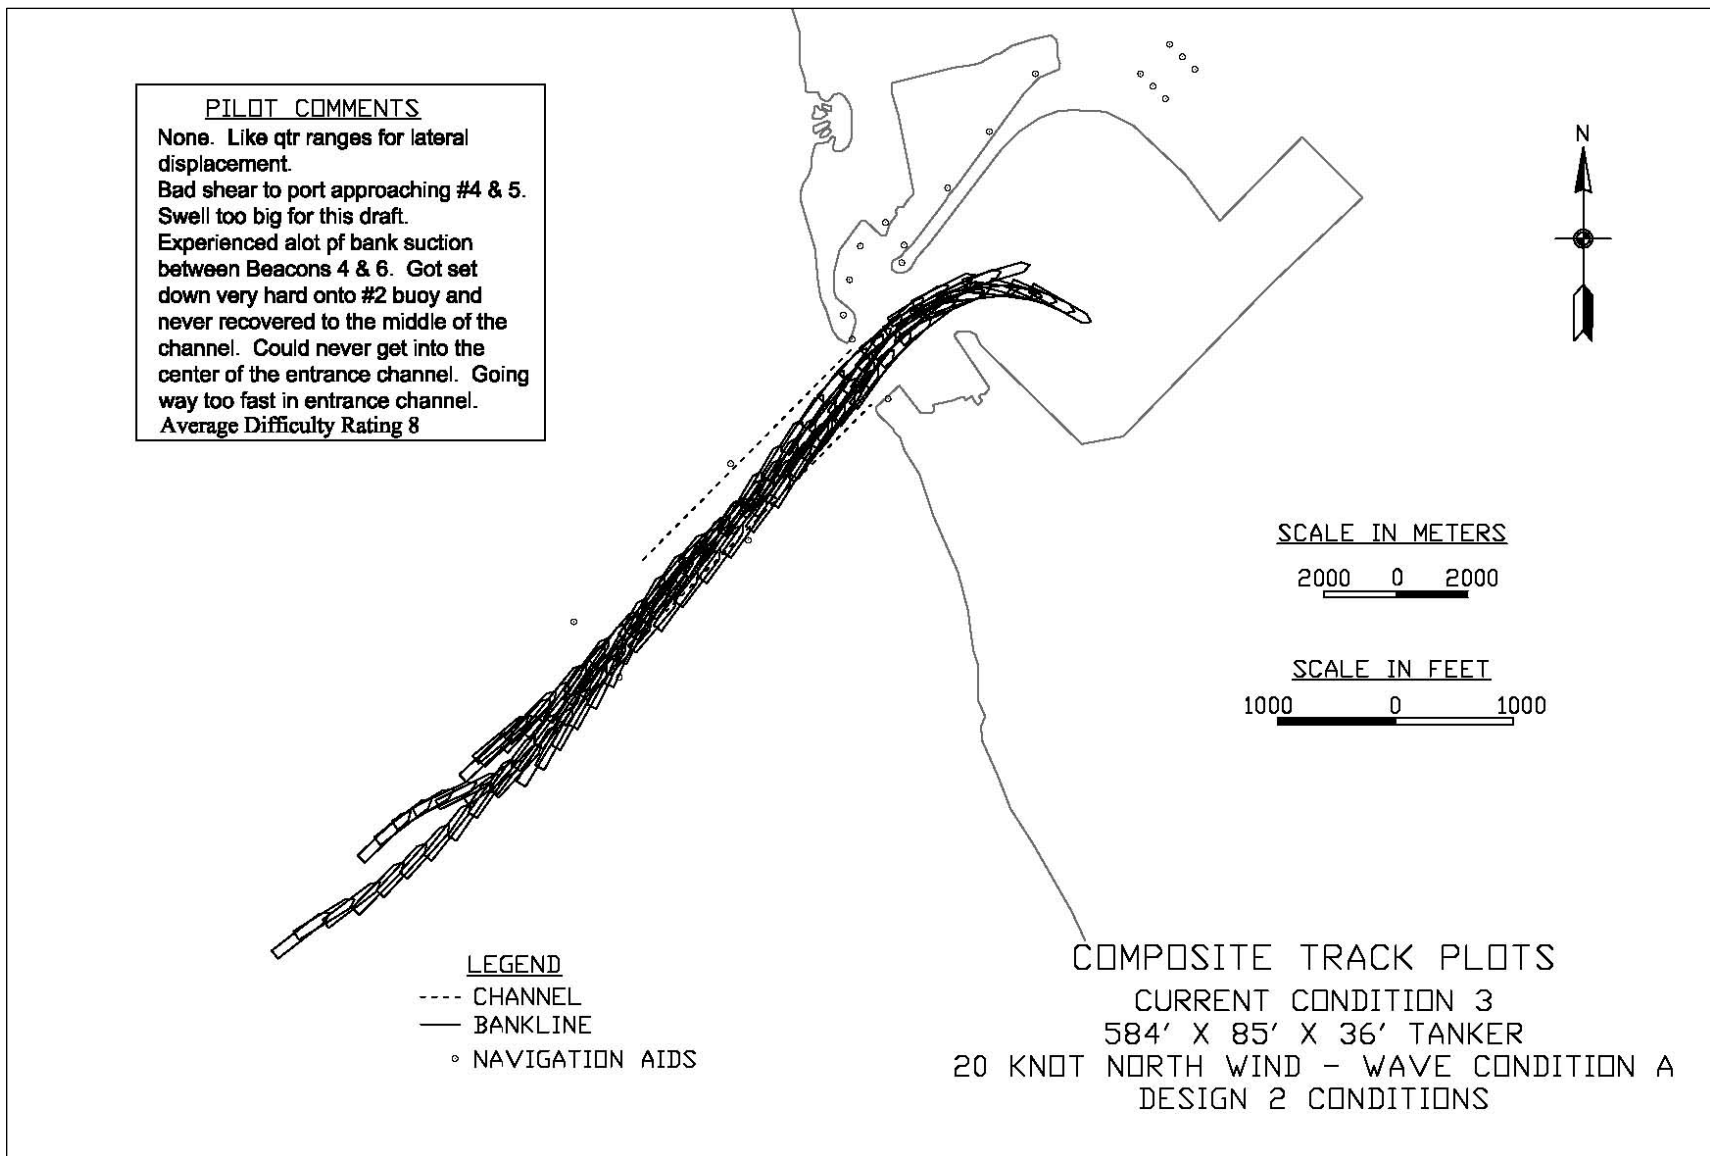 PILOT COMMENTS
None. Like qtr ranges for lateral
displacement.
Bad shear to port approaching #4 & 5.
Swell too big for this draft.
Experienced alot pf bank suction
between Beacons 4 & 6. Got set
down very hard onto #2 buoy and
never recovered to the middle of the
channel. Could never get into the
center of the entrance channel. Going
way too fast in entrance channel.
Average Difficulty Rating 8
N
SCALE IN METERS
2000 0 2000
SCALE IN FEET
1000 0 1000
LEGEND
CHANNEL
BANKLINE
NAVIGATION AIDS
COMPOSITE TRACK PLOTS
CURRENT CONDITION 3
584' X 85' X 36' TANKER
20 KNOT NORTH WIND - WAVE CONDITION A
DESIGN 2 CONDITIONS